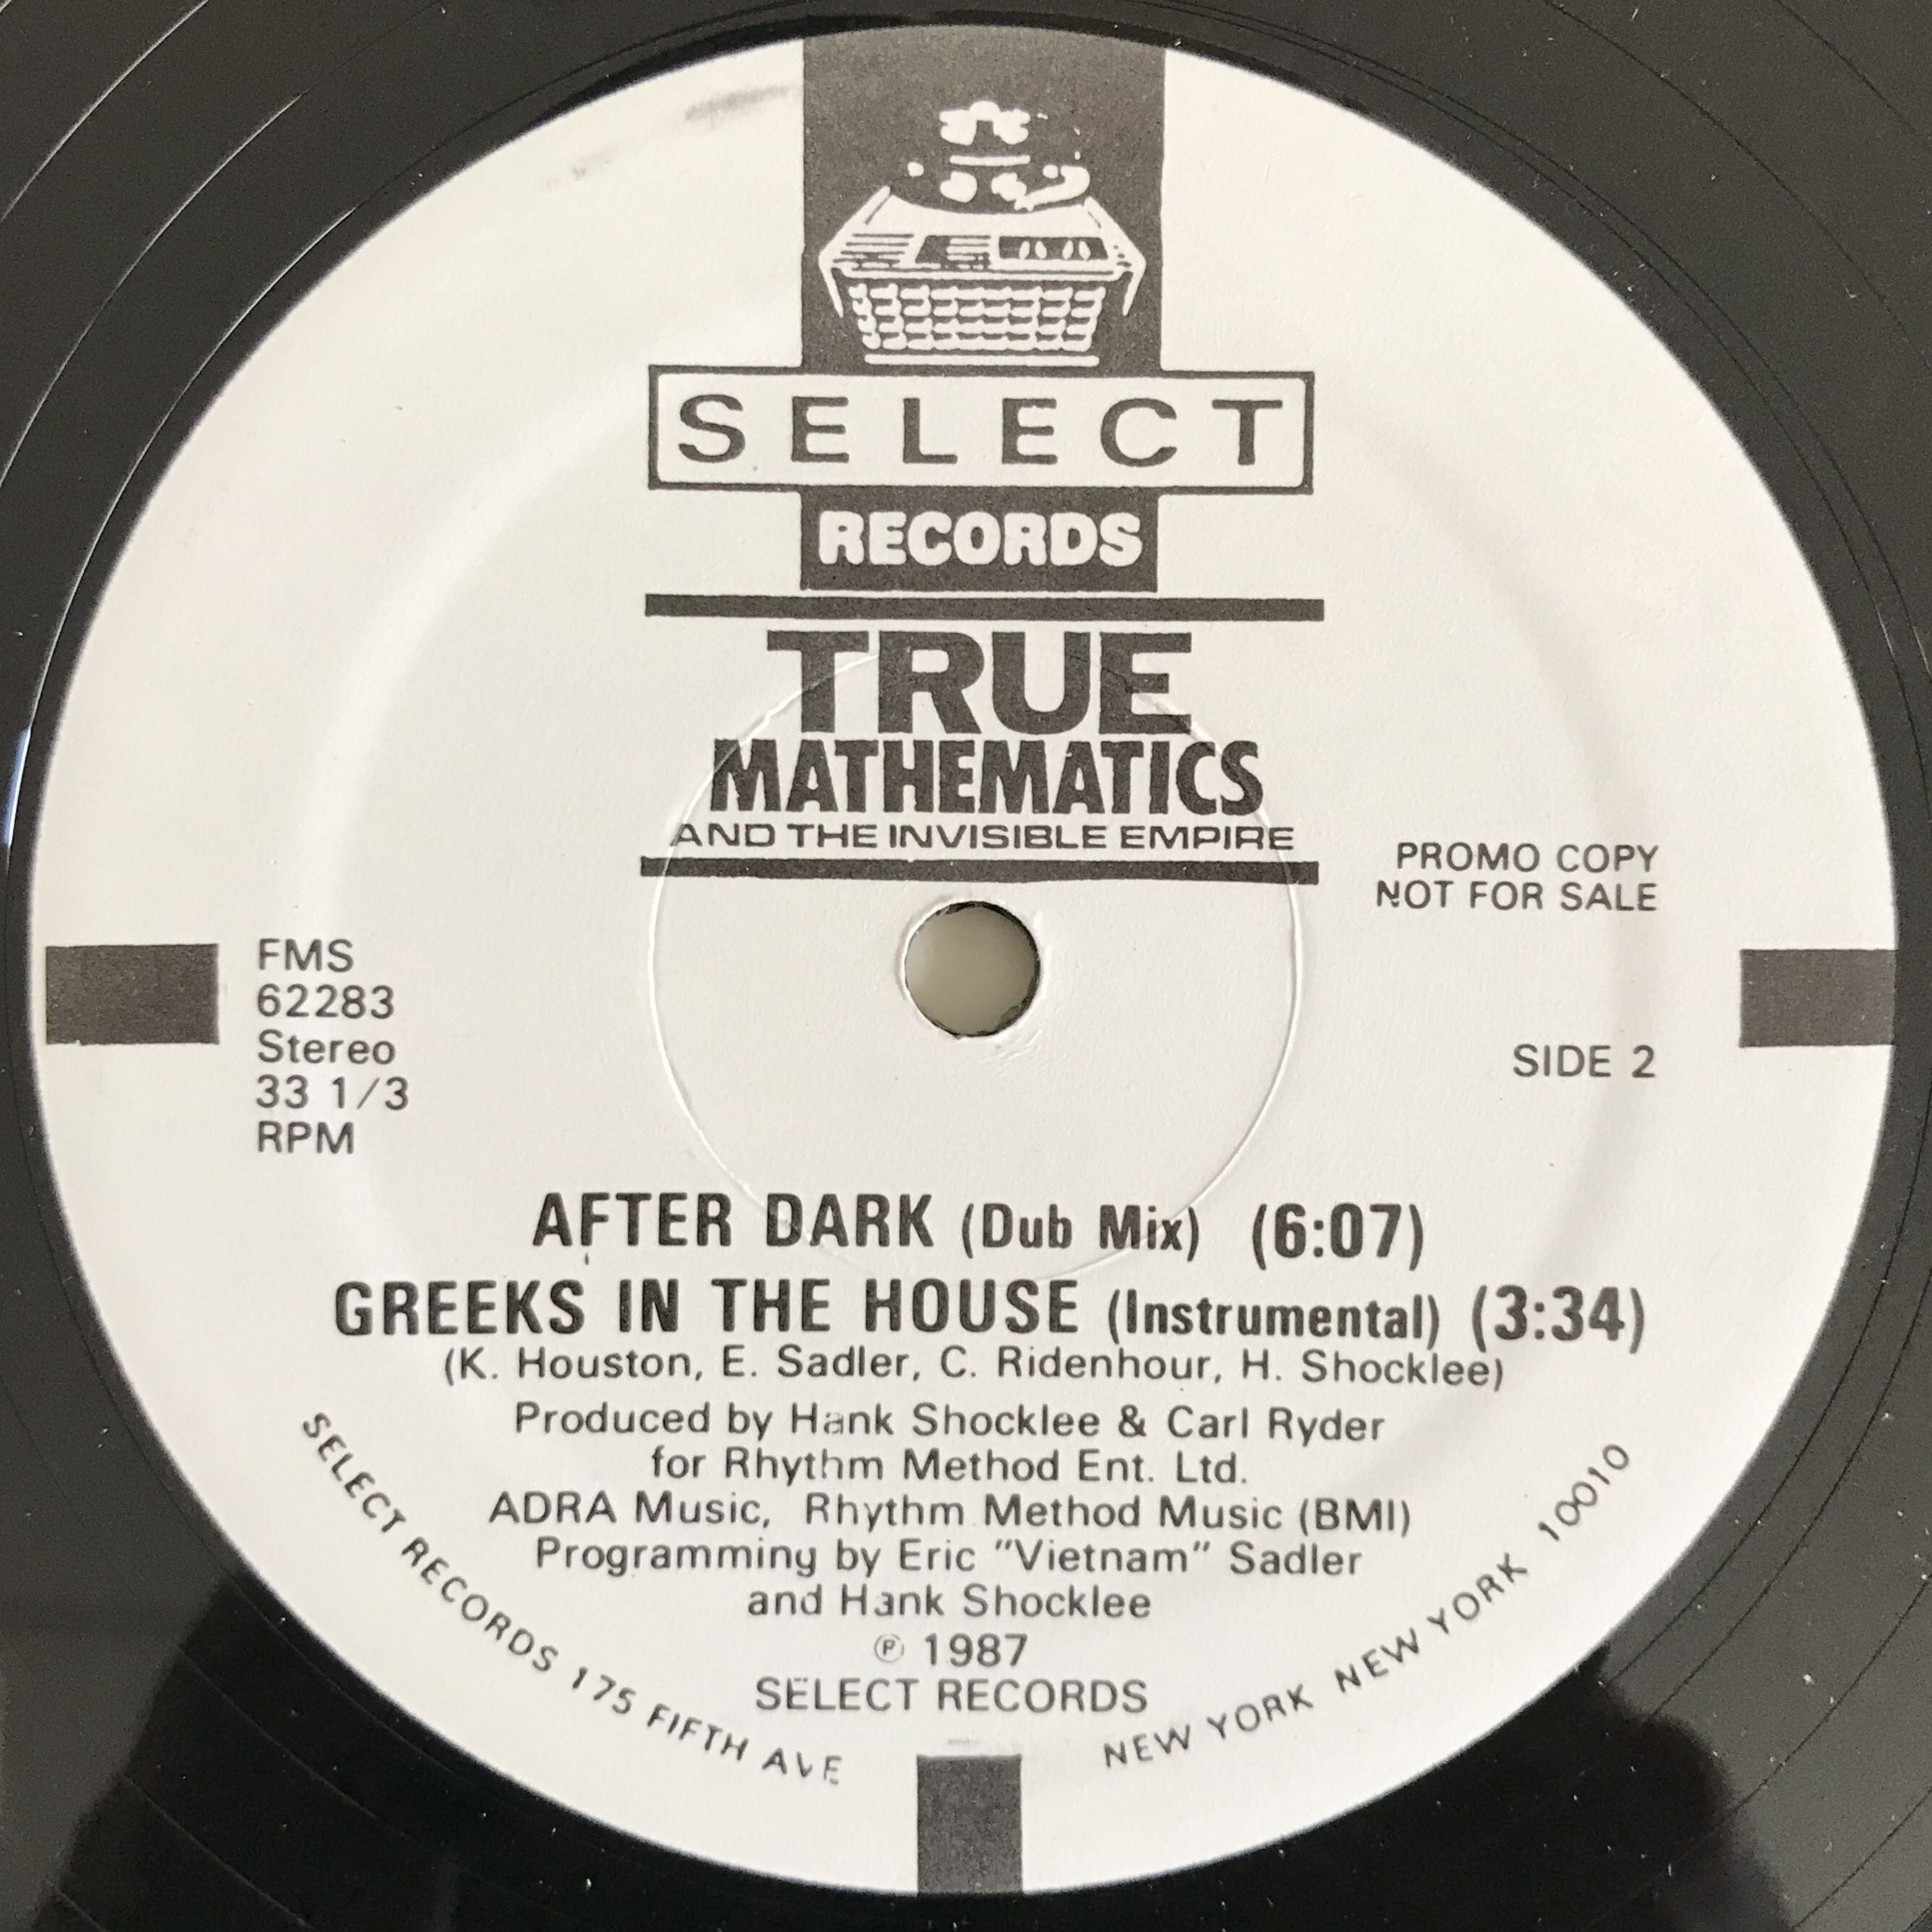 SELECT
RECORDS
TRUE
MATHEMATICS
AND THE INVISIBLE EMPIRE
PROMO COPY
NOT FOR SALE
FMS
62283
Stereo
33 1/3
RPM
SIDE 2
AFTER DARK (Dub Mix) (6:07)
GREEKS IN THE HOUSE (Instrumental) (3:34)
(K. Houston, E. Sadler, C. Ridenhour, H. Shocklee)
Produced by Hank Shocklee & Carl Ryder
for Rhythm Method Ent. Ltd.
ADRA Music, Rhythm Method Music (BMI)
Programming by Eric "Vietnam" Sadler
and Hank Shocklee
℗ 1987
SELECT RECORDS
SELECT RECORDS 175 FIFTH AVE NEW YORK NEW YORK 10010